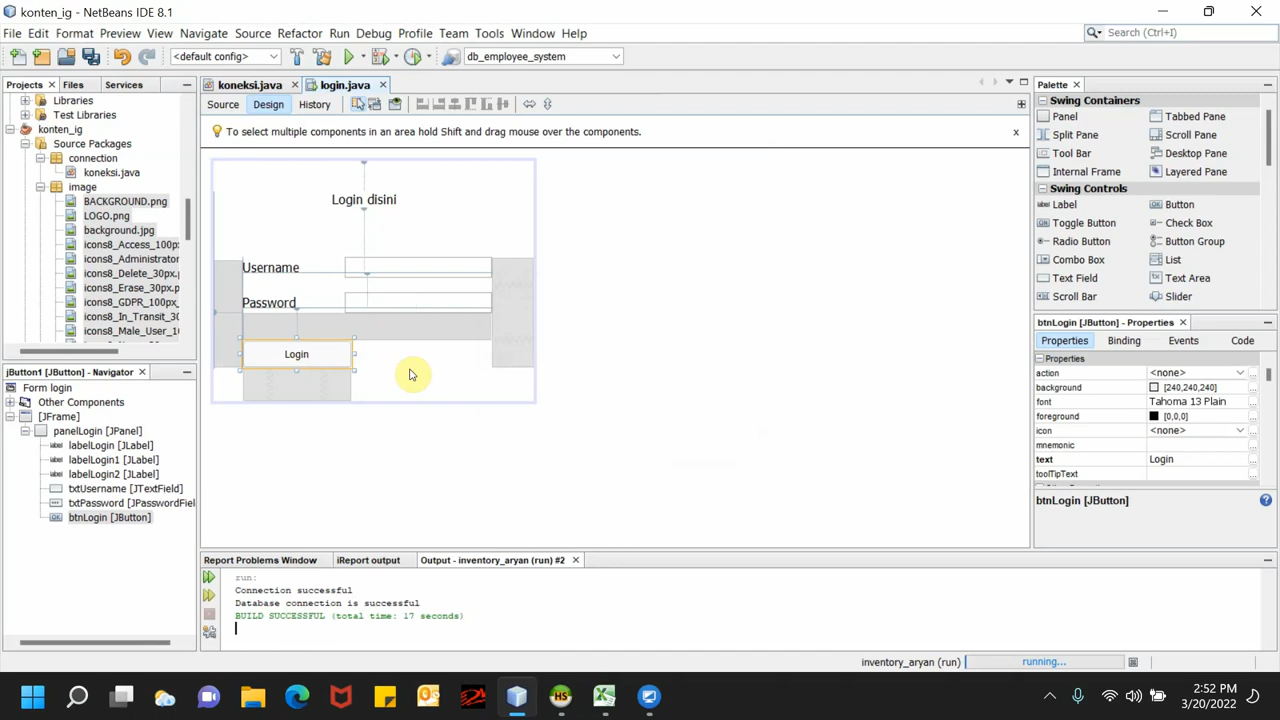 konten_ig - NetBeans IDE 8.1
File Edit Format Preview View Navigate Source Refactor Run Debug Profile Team Tools Window Help
Search (Ctrl+I)
<default config>
db_employee_system
Projects Files Services
Libraries
Test Libraries
konten_ig
Source Packages
connection
koneksi.java
image
BACKGROUND.png
LOGO.png
background.jpg
icons8_Access_100px
icons8_Administrator
icons8_Delete_30px.
icons8_Erase_30px.p
icons8_GDPR_100px_
icons8_In_Transit_30
icons8_Male_User_1
jButton1 [JButton] - Navigator
Form login
Other Components
[JFrame]
panelLogin [JPanel]
labelLogin [JLabel]
labelLogin1 [JLabel]
labelLogin2 [JLabel]
txtUsername [JTextField]
txtPassword [JPasswordFiel
btnLogin [JButton]
koneksi.java
login.java
Source Design History
To select multiple components in an area hold Shift and drag mouse over the components.
Login disini
Username
Password
Login
Report Problems Window
iReport output
Output - inventory_aryan (run) #2
run:
Connection successful
Database connection is successful
BUILD SUCCESSFUL (total time: 17 seconds)
Palette
Swing Containers
Panel Tabbed Pane
Split Pane Scroll Pane
Tool Bar Desktop Pane
Internal Frame Layered Pane
Swing Controls
Label Button
Toggle Button Check Box
Radio Button Button Group
Combo Box List
Text Field Text Area
Scroll Bar Slider
btnLogin [JButton] - Properties
Properties Binding Events Code
Properties
action <none>
background [240,240,240]
font Tahoma 13 Plain
foreground [0,0,0]
icon <none>
mnemonic
text Login
toolTipText
btnLogin [JButton]
inventory_aryan (run)
running...
2:52 PM
3/20/2022